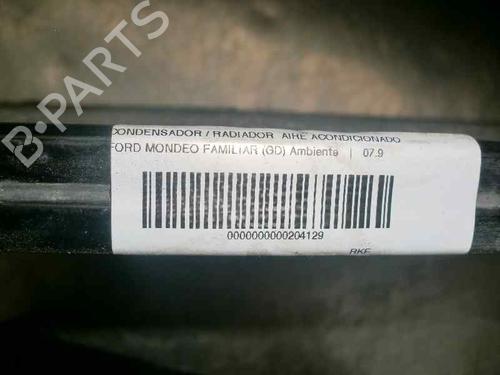 CONDENSADOR / RADIADOR AIRE ACONDICIONADO
FORD MONDEO FAMILIAR (GD) Ambiente | 07.9
0000000000204129
RKF
B-PARTS